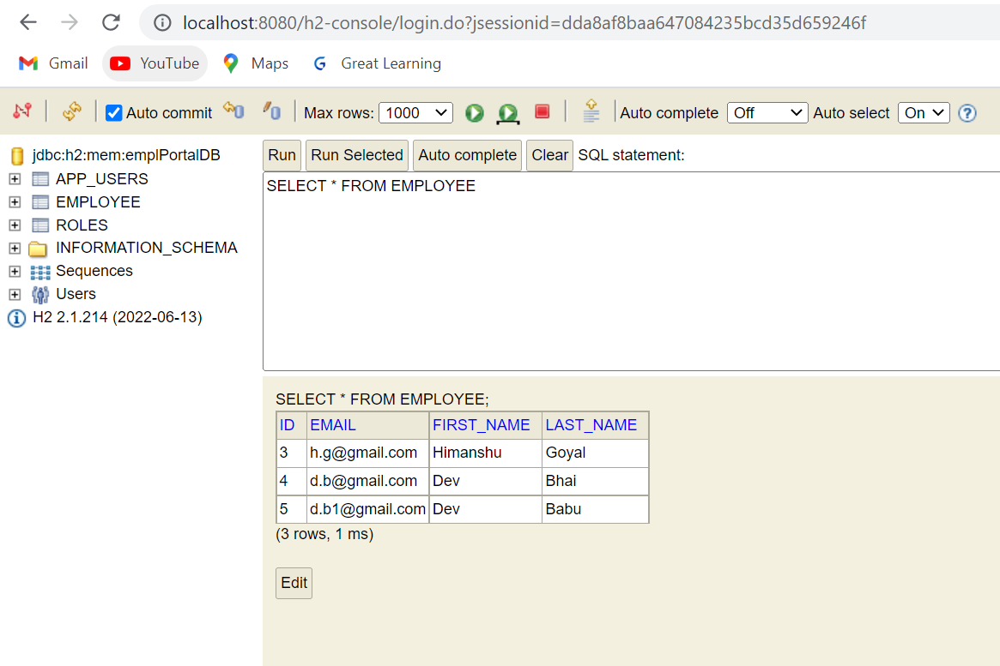 localhost:8080/h2-console/login.do?jsessionid=dda8af8baa647084235bcd35d659246f
Gmail YouTube Maps G Great Learning
Auto commit Max rows: 1000 Auto complete Off Auto select On ?
jdbc:h2:mem:emplPortalDB
APP_USERS
EMPLOYEE
ROLES
INFORMATION_SCHEMA
Sequences
Users
H2 2.1.214 (2022-06-13)
Run Run Selected Auto complete Clear SQL statement:
SELECT * FROM EMPLOYEE
SELECT * FROM EMPLOYEE;
ID EMAIL FIRST_NAME LAST_NAME
3 h.g@gmail.com Himanshu Goyal
4 d.b@gmail.com Dev Bhai
5 d.b1@gmail.com Dev Babu
(3 rows, 1 ms)
Edit